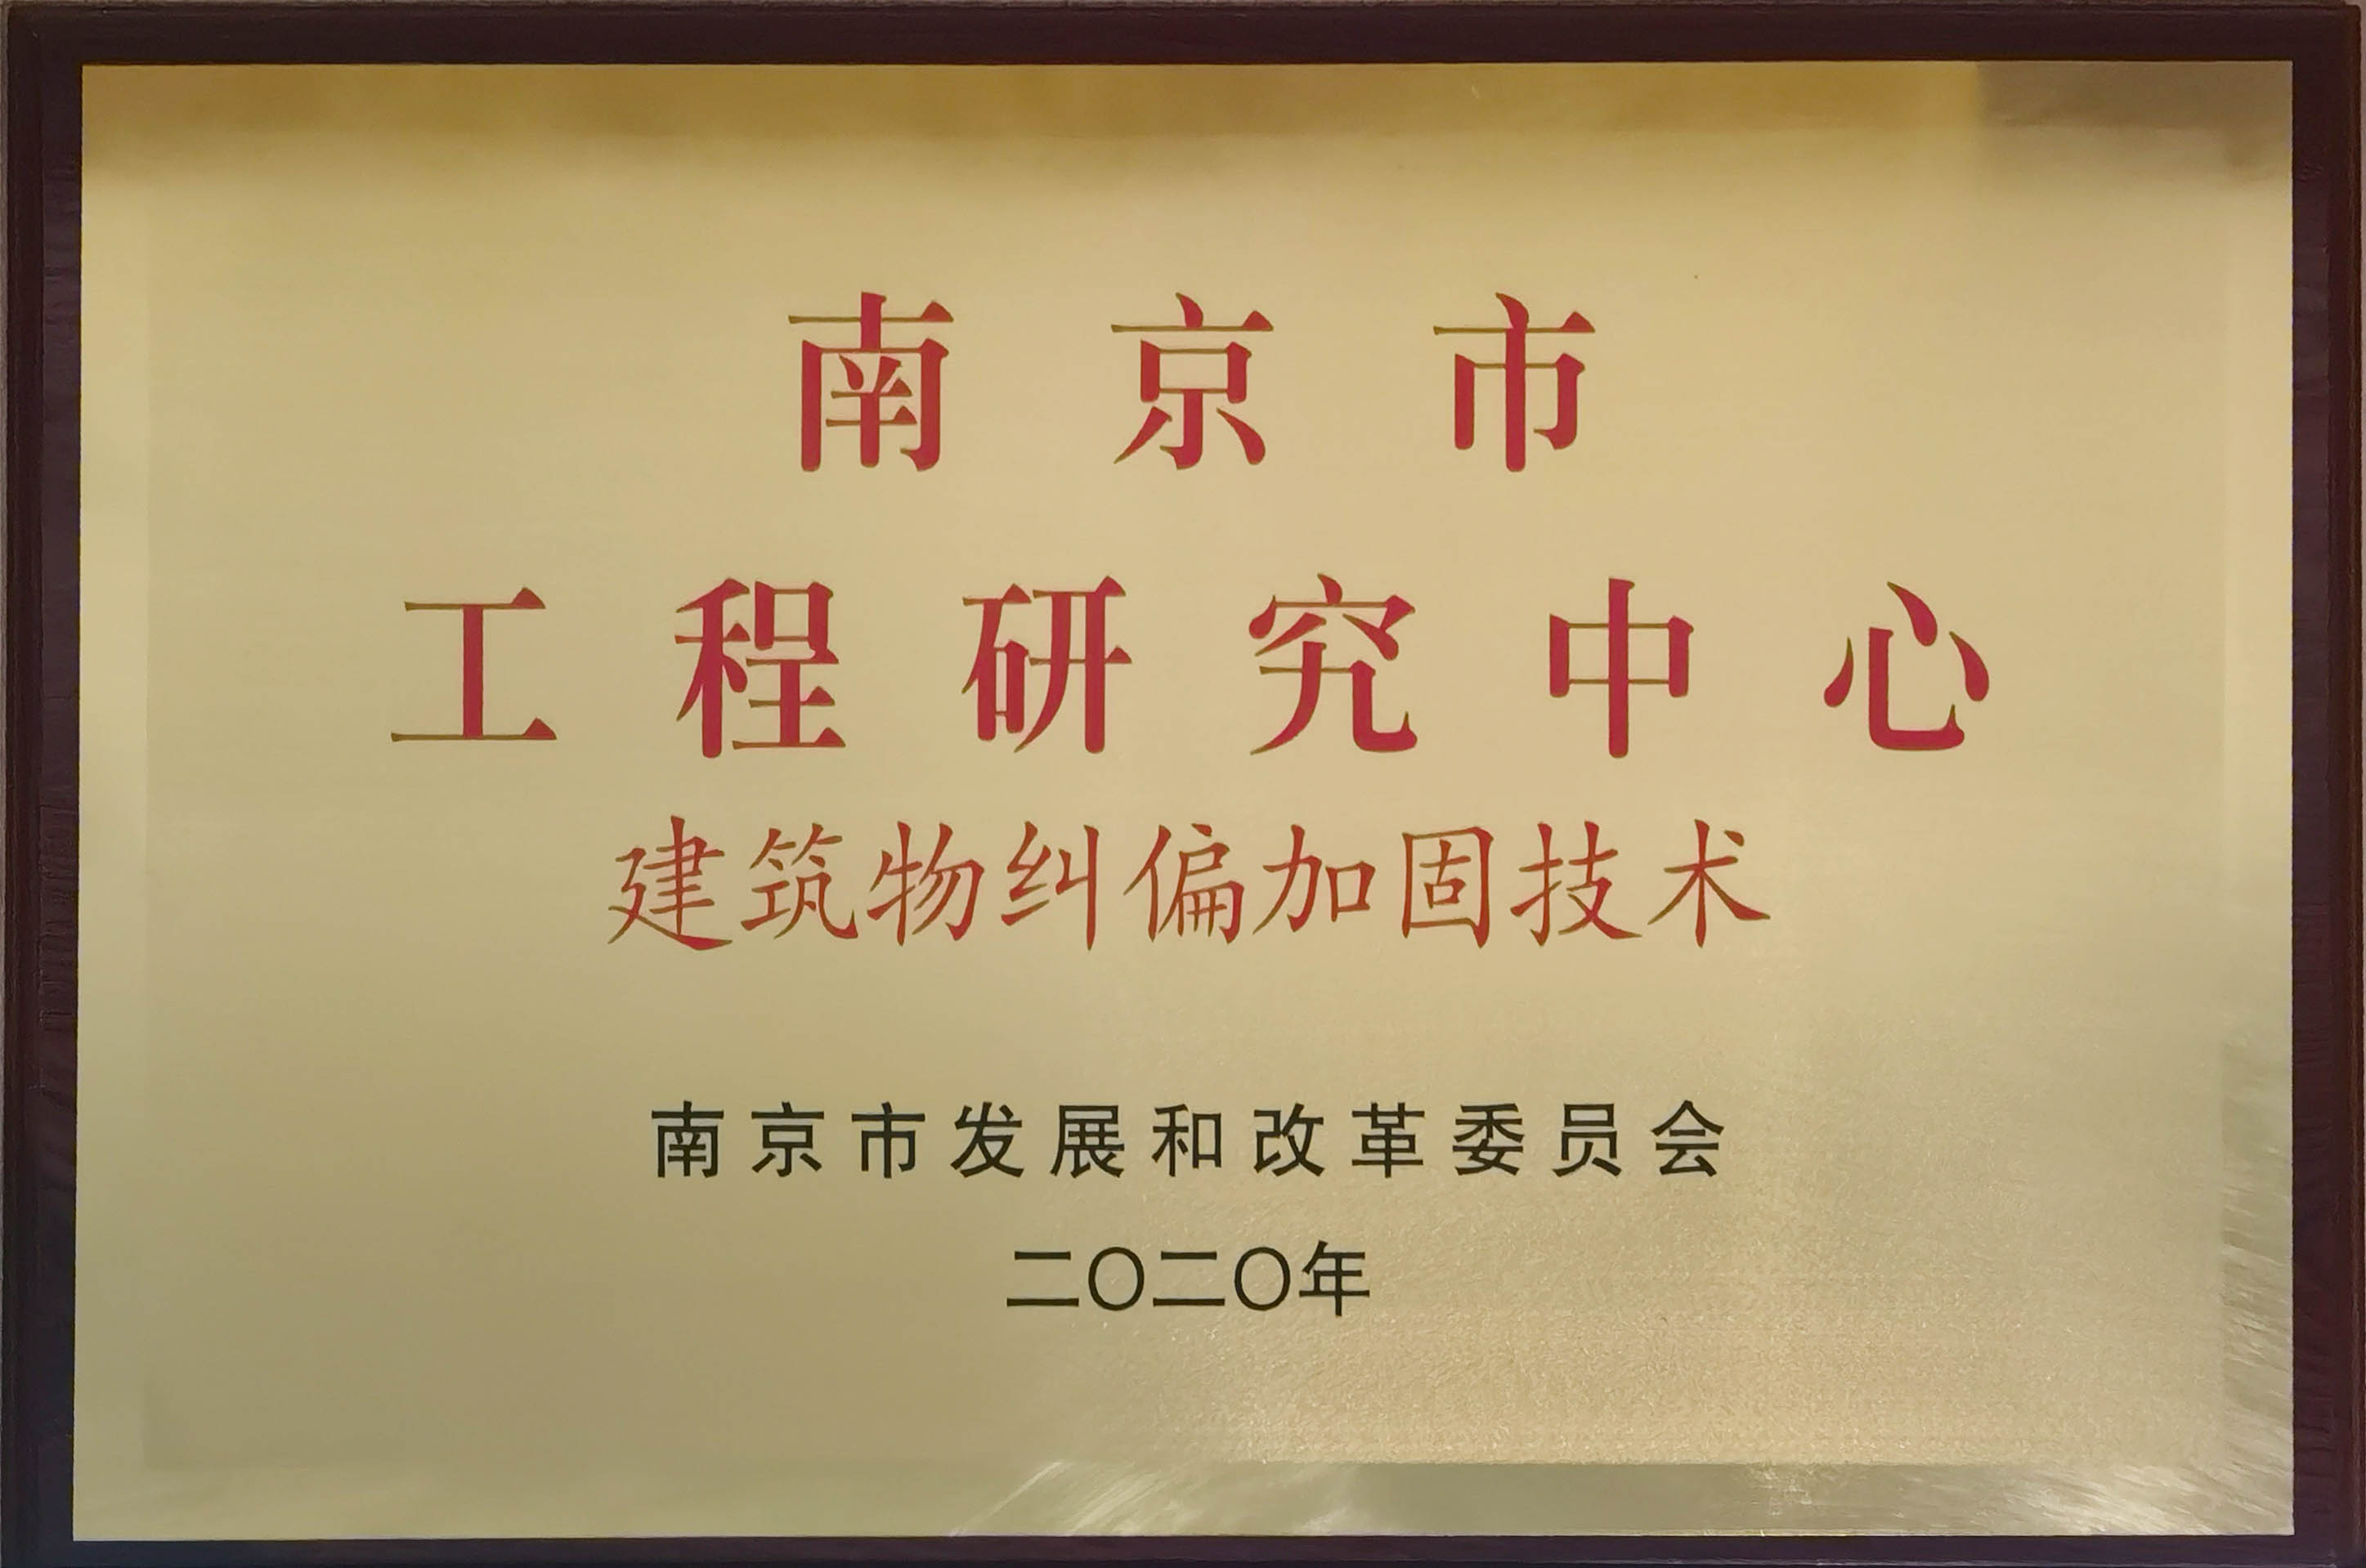 南京市
工程研究中心
建筑物纠偏加固技术
南京市发展和改革委员会
二〇二〇年